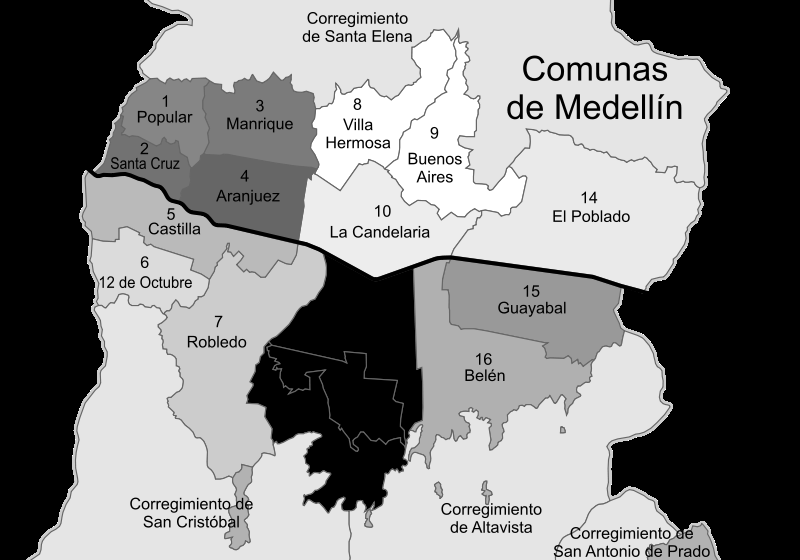 Corregimiento
de Santa Elena
Comunas
de Medellín
1
Popular
3
Manrique
8
Villa
Hermosa
9
Buenos
Aires
2
Santa Cruz
4
Aranjuez
14
El Poblado
10
La Candelaria
5
Castilla
6
12 de Octubre
15
Guayabal
7
Robledo
16
Belén
Corregimiento de
San Cristóbal
Corregimiento
de Altavista
Corregimiento de
San Antonio de Prado